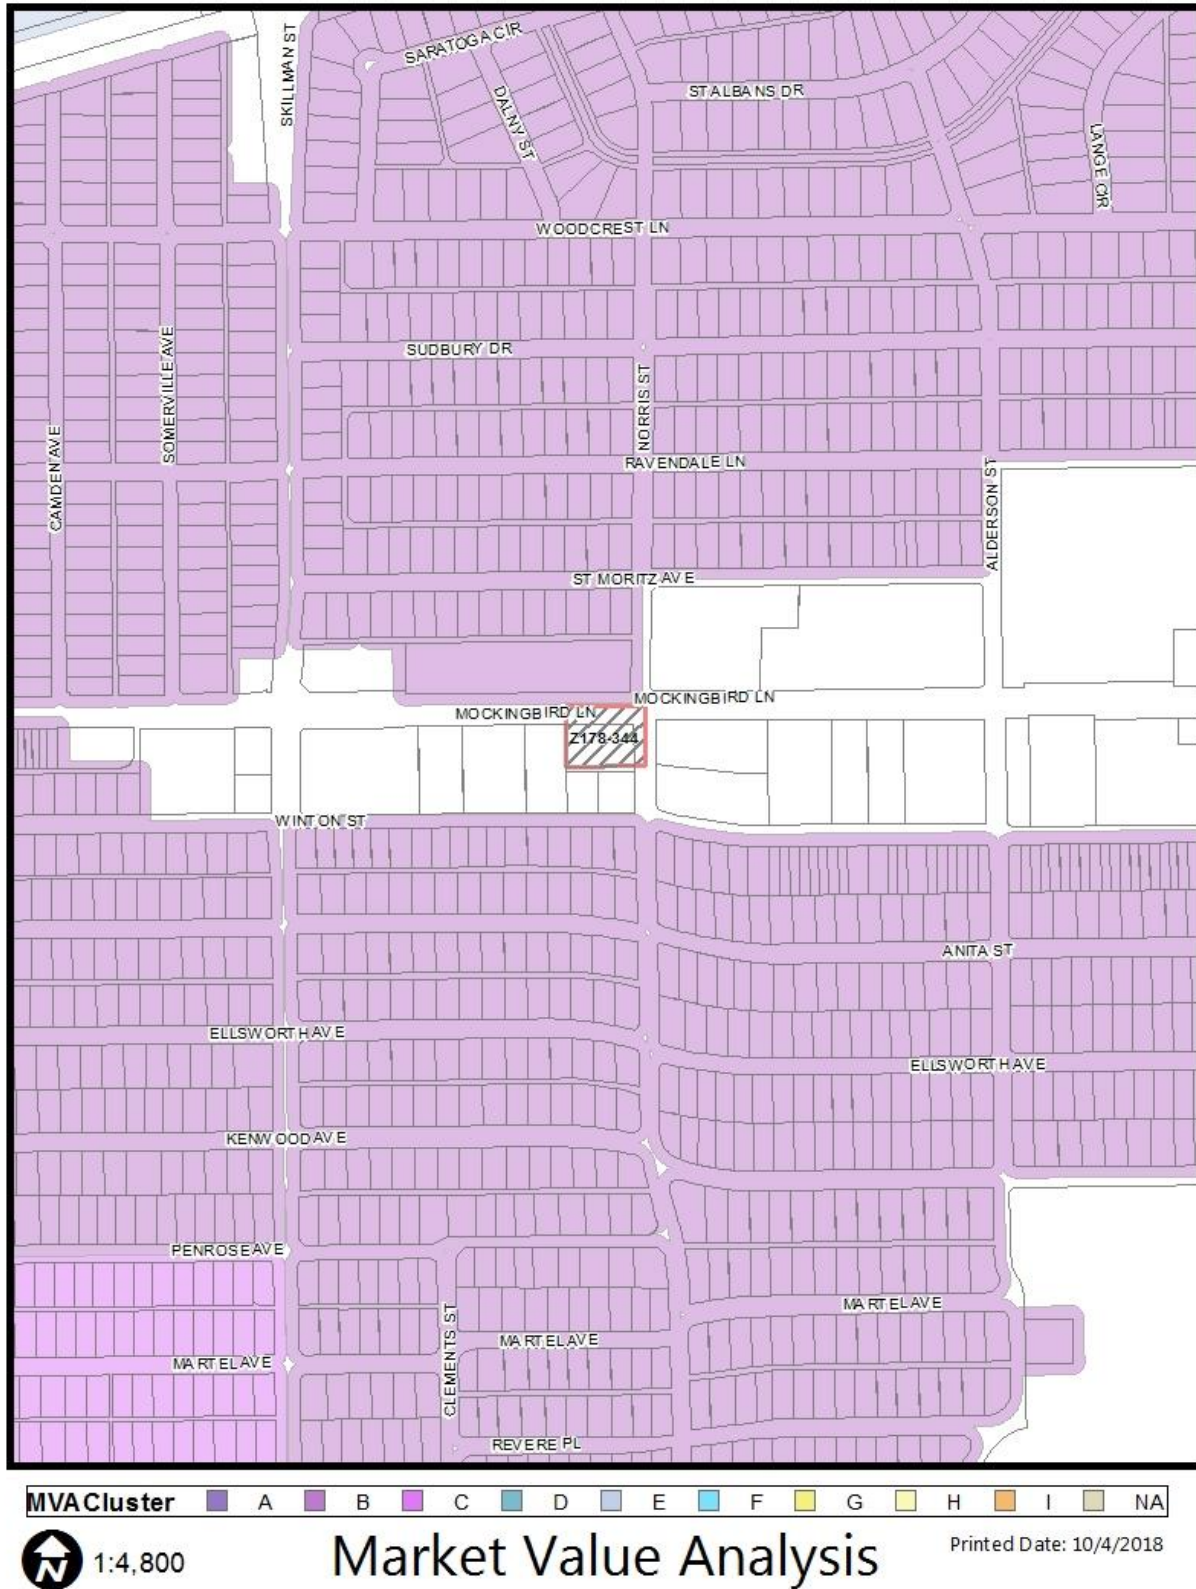 SARATOGA CIR
SKILLMAN ST
ST ALBANS DR
DALNY ST
LANGE CIR
WOODCREST LN
SOMERVILLE AVE
SUDBURY DR
NORRIS ST
CAMDEN AVE
RAVENDALE LN
ALDERSON ST
ST MORITZ AVE
MOCKINGBIRD LN
MOCKINGBIRD LN
Z178-344
WINTON ST
ANITA ST
ELLSWORTH AVE
ELLSWORTH AVE
KENWOOD AVE
PENROSE AVE
MARTEL AVE
CLEMENTS ST
MARTEL AVE
MARTEL AVE
REVERE PL
MVA Cluster A B C D E F G H I NA
N 1:4,800 Market Value Analysis Printed Date: 10/4/2018